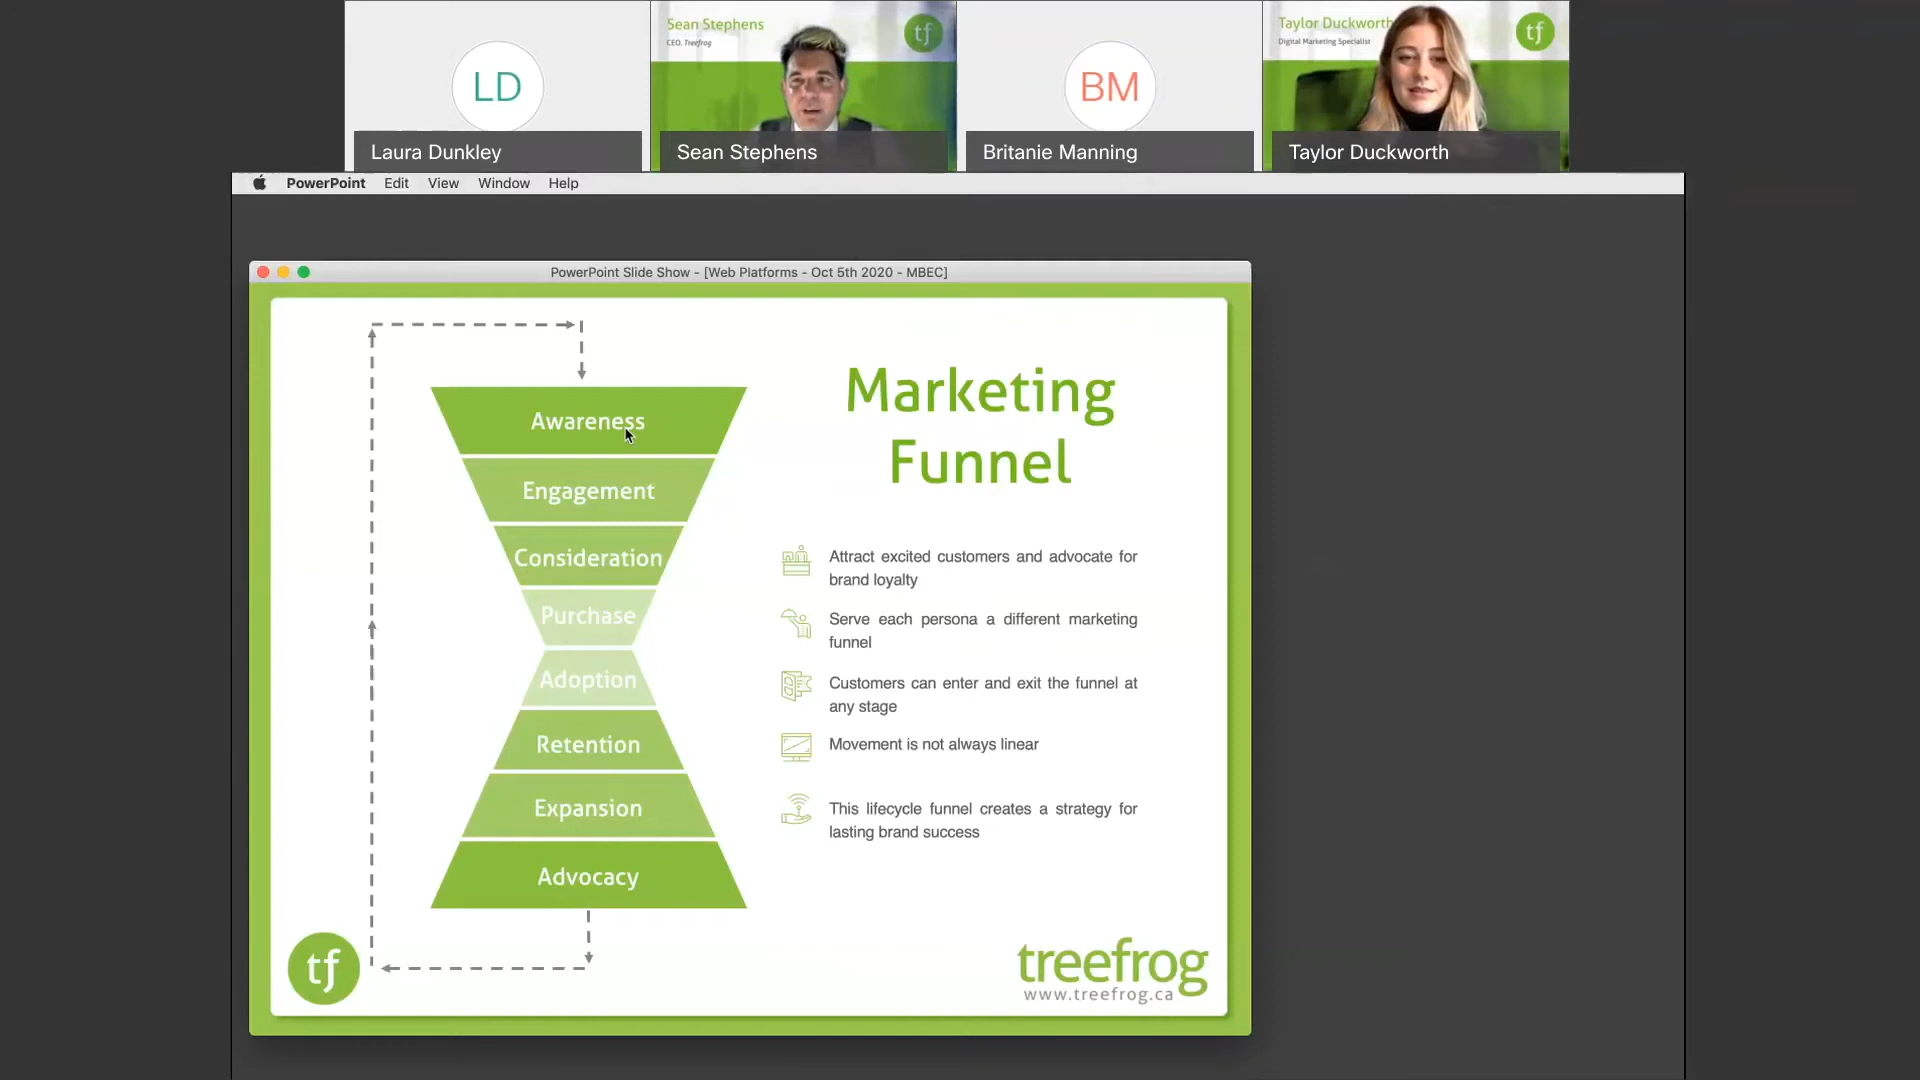 LD
Laura Dunkley
Sean Stephens
CEO, Treefrog
tf
Sean Stephens
BM
Britanie Manning
Taylor Duckworth
Digital Marketing Specialist
tf
Taylor Duckworth
PowerPoint Edit View Window Help
PowerPoint Slide Show - [Web Platforms - Oct 5th 2020 - MBEC]
Marketing
Funnel
Awareness
Engagement
Consideration
Purchase
Adoption
Retention
Expansion
Advocacy
Attract excited customers and advocate for
brand loyalty
Serve each persona a different marketing
funnel
Customers can enter and exit the funnel at
any stage
Movement is not always linear
This lifecycle funnel creates a strategy for
lasting brand success
tf
treefrog
www.treefrog.ca